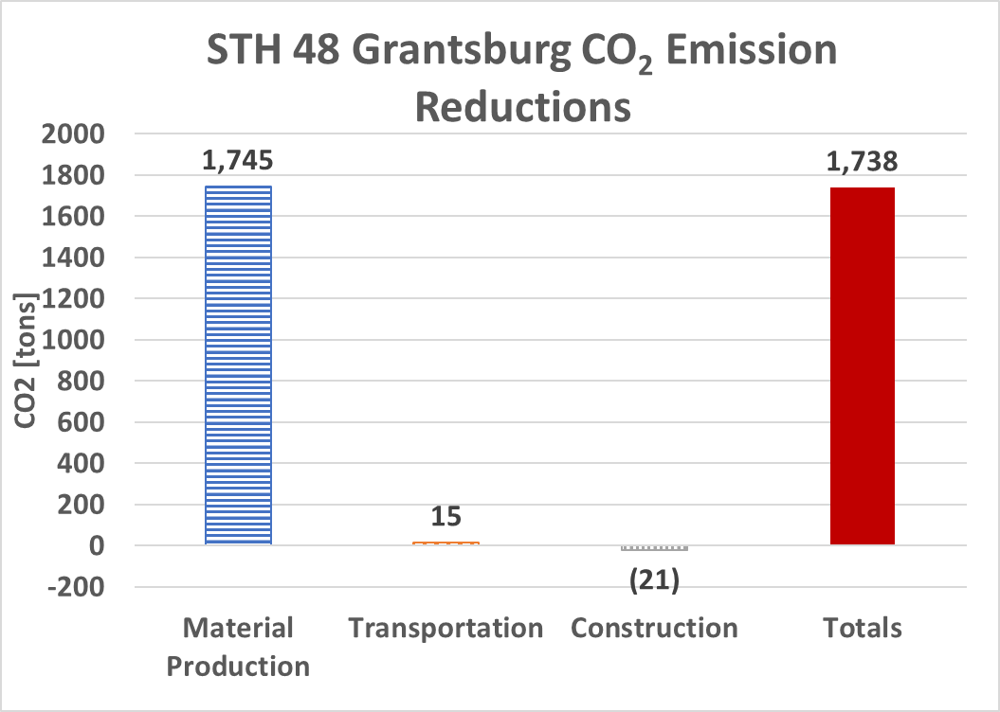 STH 48 Grantsburg CO₂ Emission
Reductions
2000
1800
1600
1400
1200
1000
800
600
400
200
0
-200
CO2 [tons]
1,745
15
(21)
1,738
Material
Production
Transportation
Construction
Totals